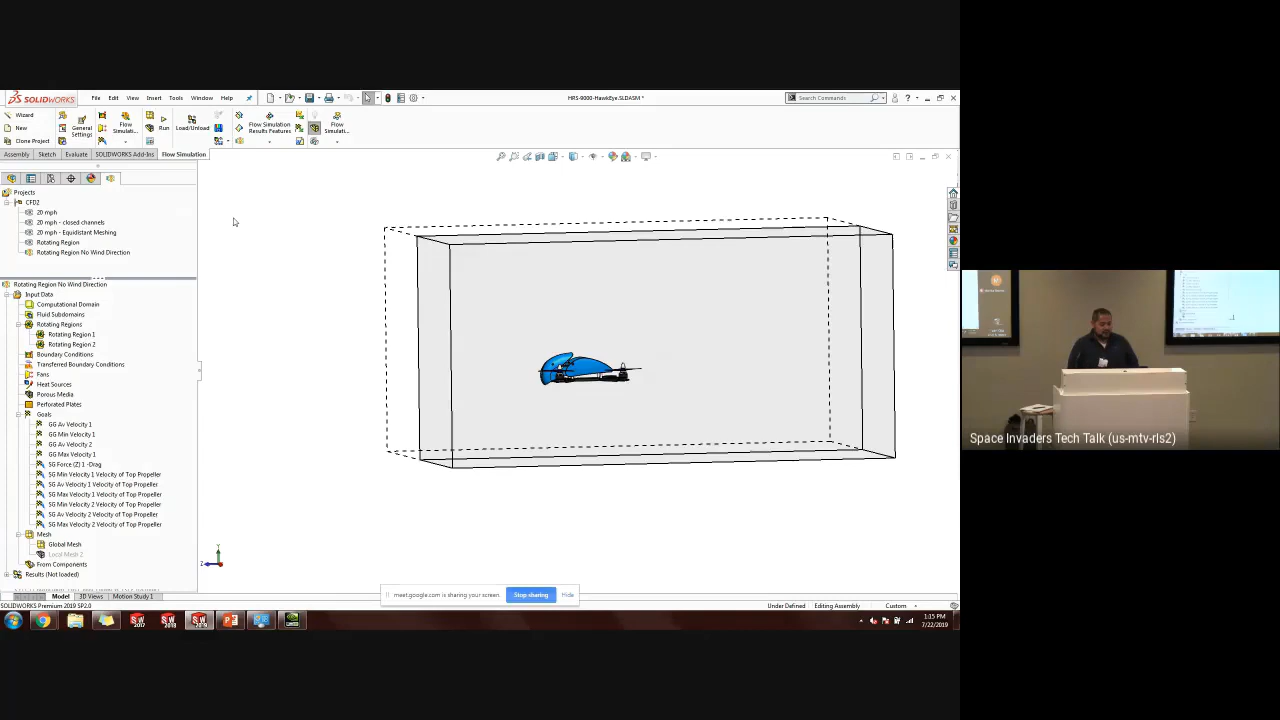 SOLIDWORKS
File
Edit
View
Insert
Tools
Window
Help
HRS-9000-HawkEye.SLDASM *
Search Commands
Wizard
New
Clone Project
General Settings
Flow Simulati...
Run
Load/Unload
Flow Simulation Results Features
Flow Simulati...
Assembly
Sketch
Evaluate
SOLIDWORKS Add-Ins
Flow Simulation
Projects
CFD2
20 mph
20 mph - closed channels
20 mph - Equidistant Meshing
Rotating Region
Rotating Region No Wind Direction
Rotating Region No Wind Direction
Input Data
Computational Domain
Fluid Subdomains
Rotating Regions
Rotating Region 1
Rotating Region 2
Boundary Conditions
Transferred Boundary Conditions
Fans
Heat Sources
Porous Media
Perforated Plates
Goals
GG Av Velocity 1
GG Min Velocity 1
GG Av Velocity 2
GG Max Velocity 1
SG Force (Z) 1 -Drag
SG Min Velocity 1 Velocity of Top Propeller
SG Av Velocity 1 Velocity of Top Propeller
SG Max Velocity 1 Velocity of Top Propeller
SG Min Velocity 2 Velocity of Top Propeller
SG Av Velocity 2 Velocity of Top Propeller
SG Max Velocity 2 Velocity of Top Propeller
Mesh
Global Mesh
Local Mesh 2
From Components
Results (Not loaded)
Y
Z
meet.google.com is sharing your screen.
Stop sharing
Hide
Model
3D Views
Motion Study 1
SOLIDWORKS Premium 2019 SP2.0
Under Defined
Editing Assembly
Custom
2017
2018
2019
1:15 PM
7/22/2019
Space Invaders Tech Talk (us-mtv-rls2)